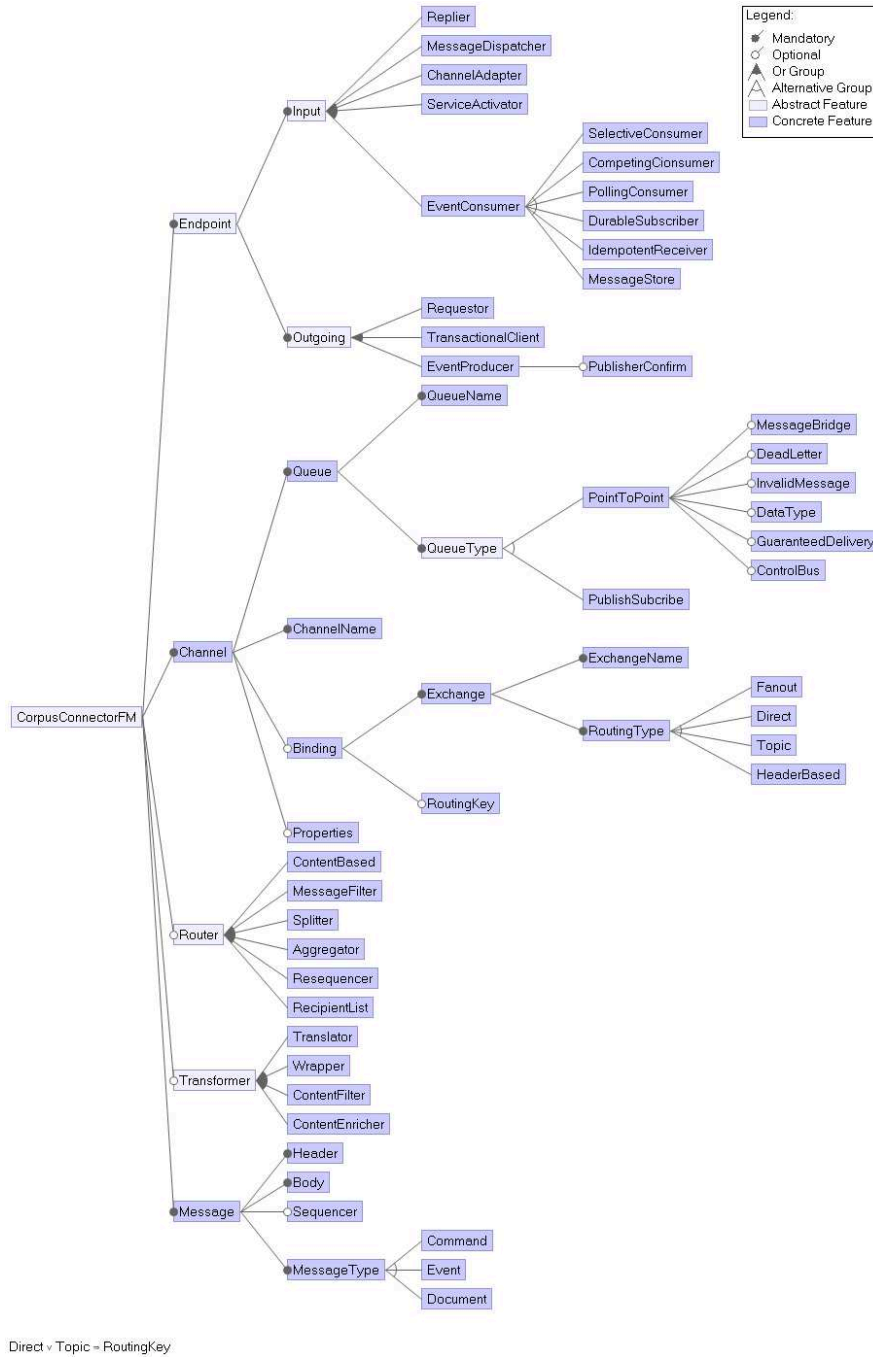 Legend:
Mandatory
Optional
Or Group
Alternative Group
Abstract Feature
Concrete Feature
Replier
MessageDispatcher
ChannelAdapter
ServiceActivator
Input
SelectiveConsumer
CompetingCionsumer
PollingConsumer
EventConsumer
DurableSubscriber
IdempotentReceiver
MessageStore
Endpoint
Requestor
Outgoing
TransactionalClient
EventProducer
PublisherConfirm
QueueName
Queue
MessageBridge
DeadLetter
InvalidMessage
PointToPoint
DataType
GuaranteedDelivery
ControlBus
QueueType
PublishSubcribe
ChannelName
Channel
ExchangeName
Exchange
Fanout
Direct
RoutingType
Topic
HeaderBased
CorpusConnectorFM
Binding
RoutingKey
Properties
ContentBased
MessageFilter
Splitter
Router
Aggregator
Resequencer
RecipientList
Translator
Wrapper
Transformer
ContentFilter
ContentEnricher
Header
Body
Message
Sequencer
Command
MessageType
Event
Document
Direct ∨ Topic ⇒ RoutingKey